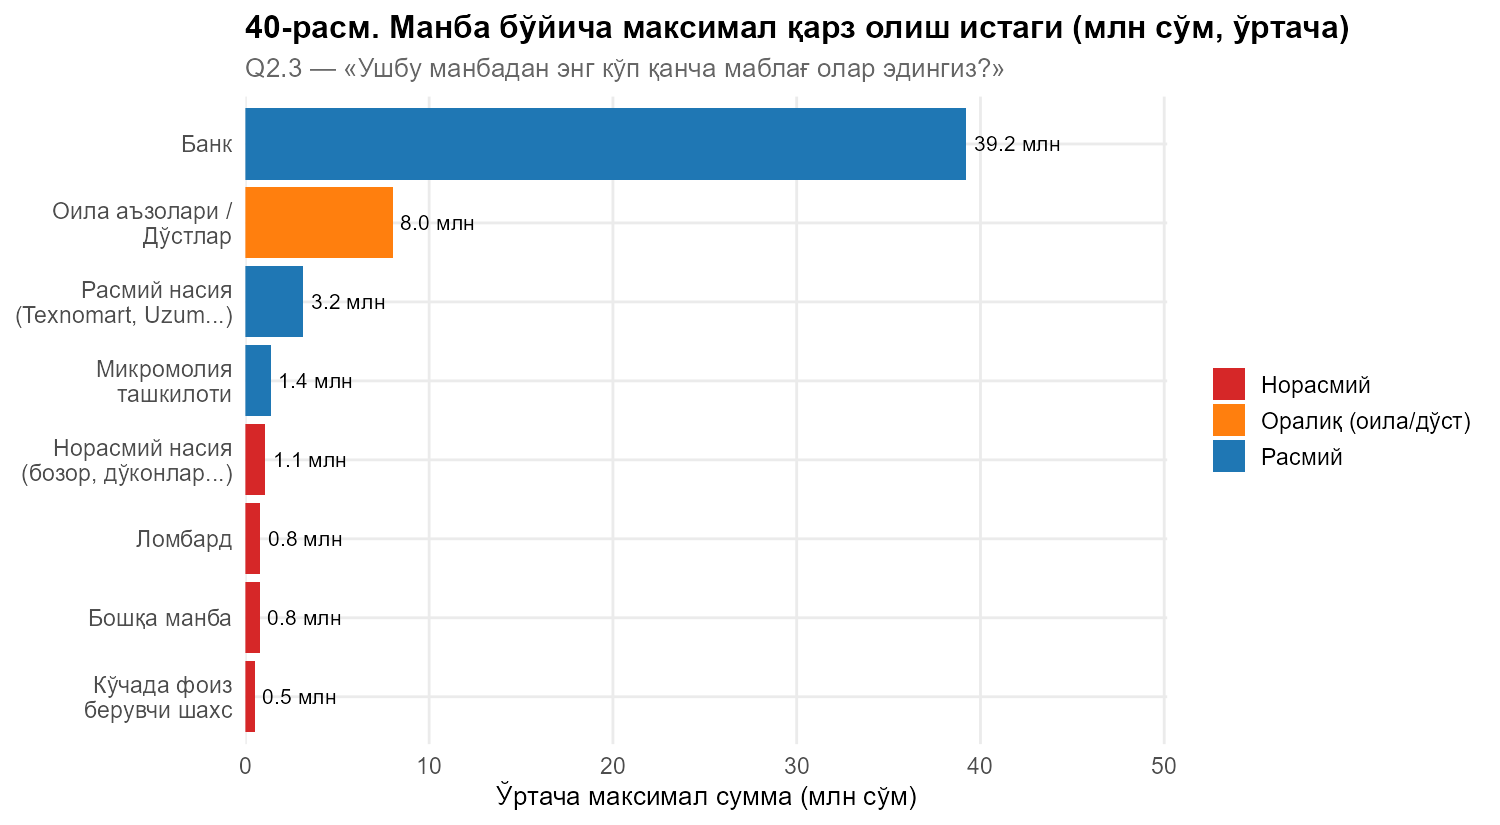 40-расм. Манба бўйича максимал қарз олиш истаги (млн сўм, ўртача)
Q2.3 — «Ушбу манбадан энг кўп қанча маблағ олар эдингиз?»
Банк
39.2 млн
Оила аъзолари /
Дўстлар
8.0 млн
Расмий насия
(Texnomart, Uzum...)
3.2 млн
Микромолия
ташкилоти
1.4 млн
Норасмий насия
(бозор, дўконлар...)
1.1 млн
Ломбард
0.8 млн
Бошқа манба
0.8 млн
Кўчада фоиз
берувчи шахс
0.5 млн
0 10 20 30 40 50
Ўртача максимал сумма (млн сўм)
Норасмий
Оралиқ (оила/дўст)
Расмий